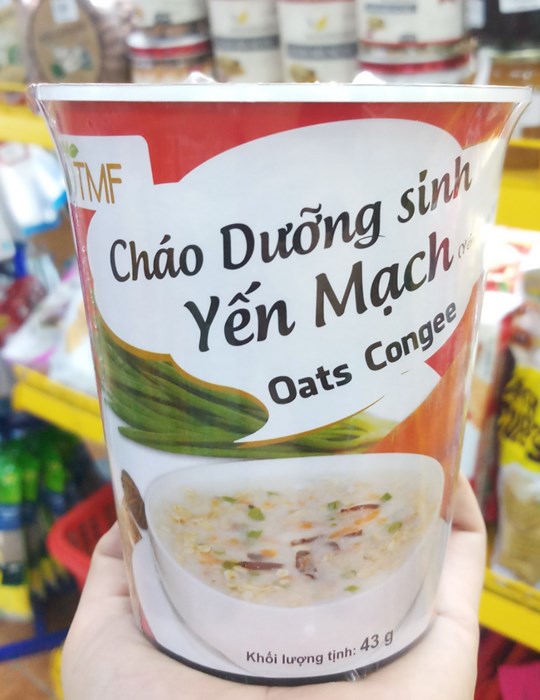 TMF
Cháo Dưỡng sinh
Yến Mạch
Oats Congee
Khối lượng tịnh: 43 g